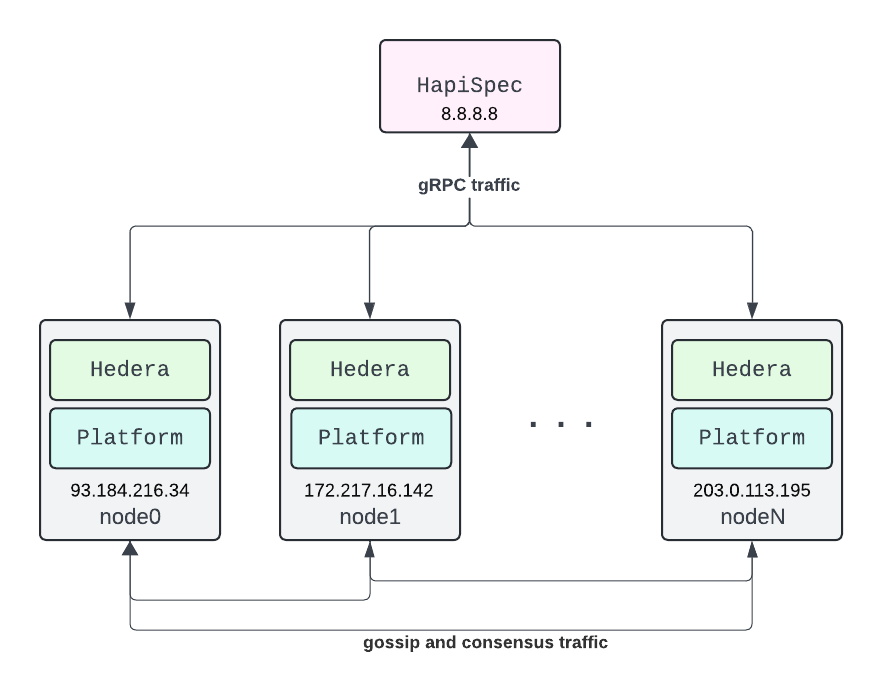 HapiSpec
8.8.8.8
gRPC traffic
Hedera
Platform
93.184.216.34
node0
Hedera
Platform
172.217.16.142
node1
. . .
Hedera
Platform
203.0.113.195
nodeN
gossip and consensus traffic